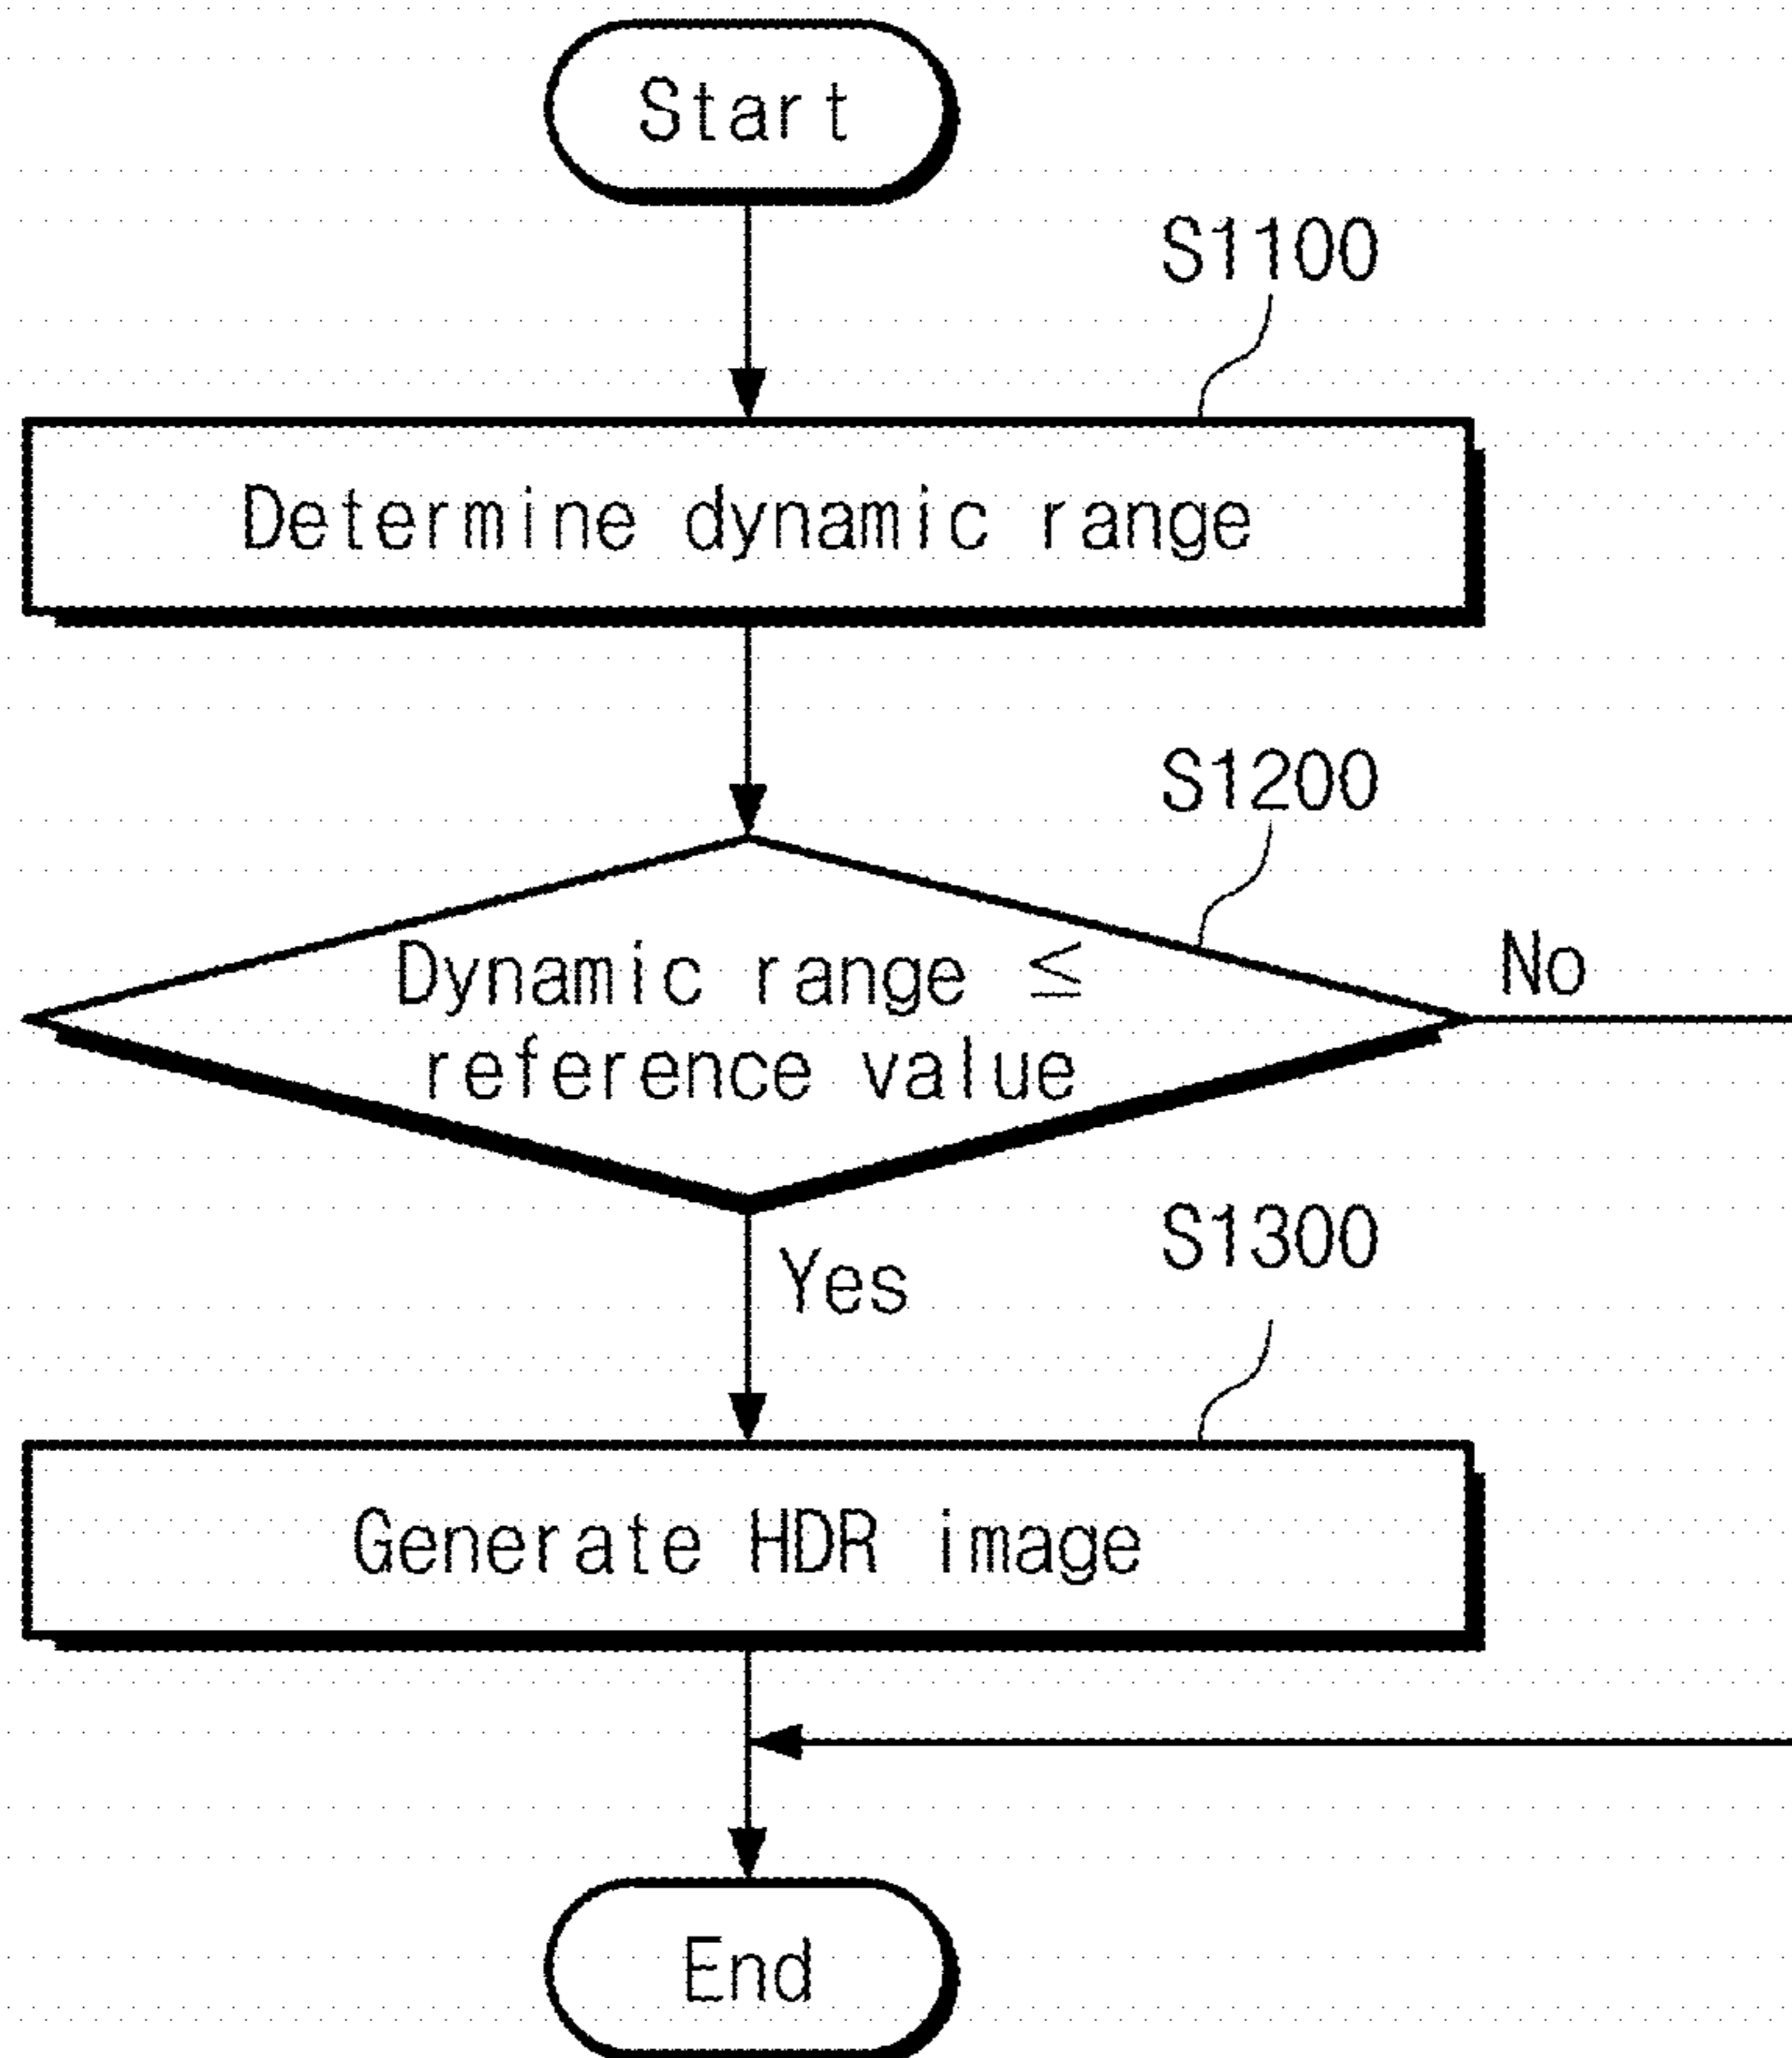 Start
S1100
Determine dynamic range
S1200
Dynamic range ≤
reference value
No
Yes
S1300
Generate HDR image
End